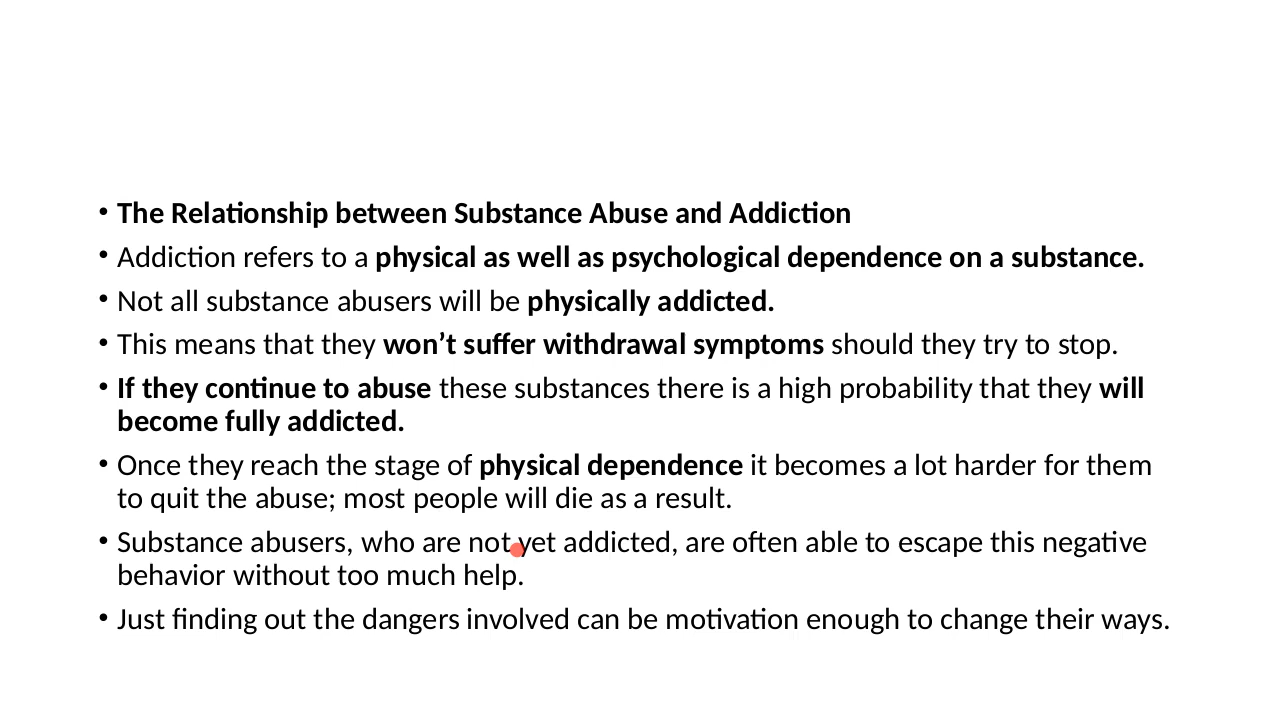 • The Relationship between Substance Abuse and Addiction
• Addiction refers to a physical as well as psychological dependence on a substance.
• Not all substance abusers will be physically addicted.
• This means that they won’t suffer withdrawal symptoms should they try to stop.
• If they continue to abuse these substances there is a high probability that they will
become fully addicted.
• Once they reach the stage of physical dependence it becomes a lot harder for them
to quit the abuse; most people will die as a result.
• Substance abusers, who are not yet addicted, are often able to escape this negative
behavior without too much help.
• Just finding out the dangers involved can be motivation enough to change their ways.